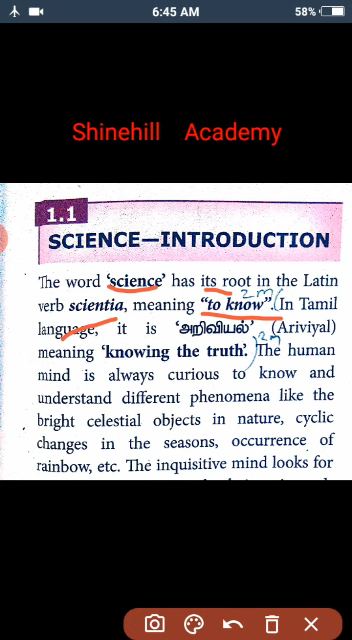 6:45 AM
58%
Shinehill Academy
1.1
SCIENCE—INTRODUCTION
The word ‘science’ has its root in the Latin
2m
verb scientia, meaning “to know”. (In Tamil
language, it is ‘அறிவியல்’ (Ariviyal)
2m
meaning ‘knowing the truth’. The human
mind is always curious to know and
understand different phenomena like the
bright celestial objects in nature, cyclic
changes in the seasons, occurrence of
rainbow, etc. The inquisitive mind looks for